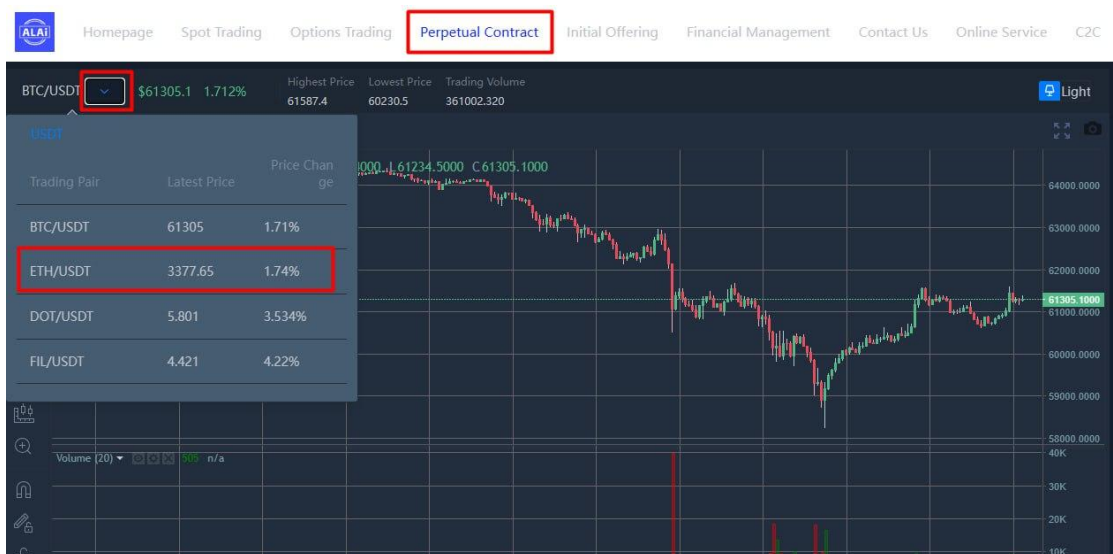 ALAi Homepage Spot Trading Options Trading Perpetual Contract Initial Offering Financial Management Contact Us Online Service C2C
BTC/USDT $61305.1 1.712% Highest Price Lowest Price Trading Volume Light
61587.4 60230.5 361002.320
USDT
L61234.5000 C61305.1000
Trading Pair Latest Price Price Chan
ge
BTC/USDT 61305 1.71%
ETH/USDT 3377.65 1.74%
DOT/USDT 5.801 3.534%
FIL/USDT 4.421 4.22%
64000.0000
63000.0000
62000.0000
61305.1000
61000.0000
60000.0000
59000.0000
58000.0000
Volume (20) 505 n/a
40K
30K
20K
10K